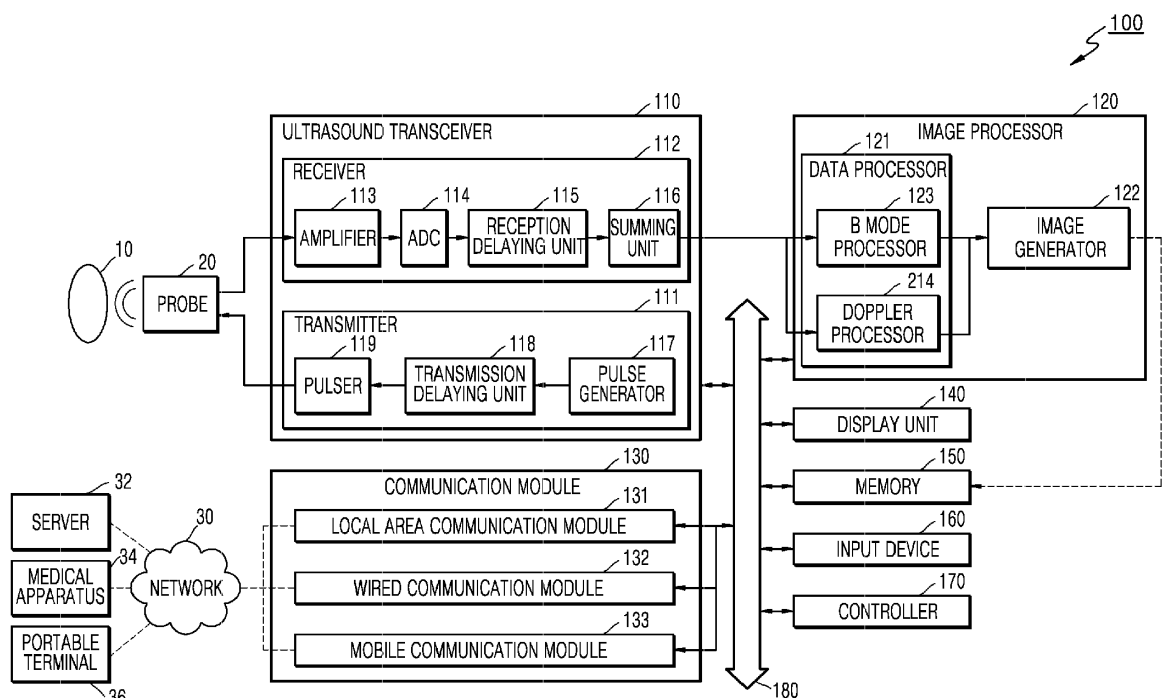 100
110
120
ULTRASOUND TRANSCEIVER
IMAGE PROCESSOR
112
121
RECEIVER
DATA PROCESSOR
113
114
115
116
123
122
AMPLIFIER
ADC
RECEPTION
DELAYING UNIT
SUMMING
UNIT
B MODE
PROCESSOR
IMAGE
GENERATOR
10
20
PROBE
111
214
TRANSMITTER
DOPPLER
PROCESSOR
119
118
117
PULSER
TRANSMISSION
DELAYING UNIT
PULSE
GENERATOR
140
DISPLAY UNIT
130
150
COMMUNICATION MODULE
MEMORY
32
SERVER
30
131
LOCAL AREA COMMUNICATION MODULE
160
INPUT DEVICE
34
MEDICAL
APPARATUS
NETWORK
132
WIRED COMMUNICATION MODULE
170
CONTROLLER
133
PORTABLE
TERMINAL
MOBILE COMMUNICATION MODULE
36
180